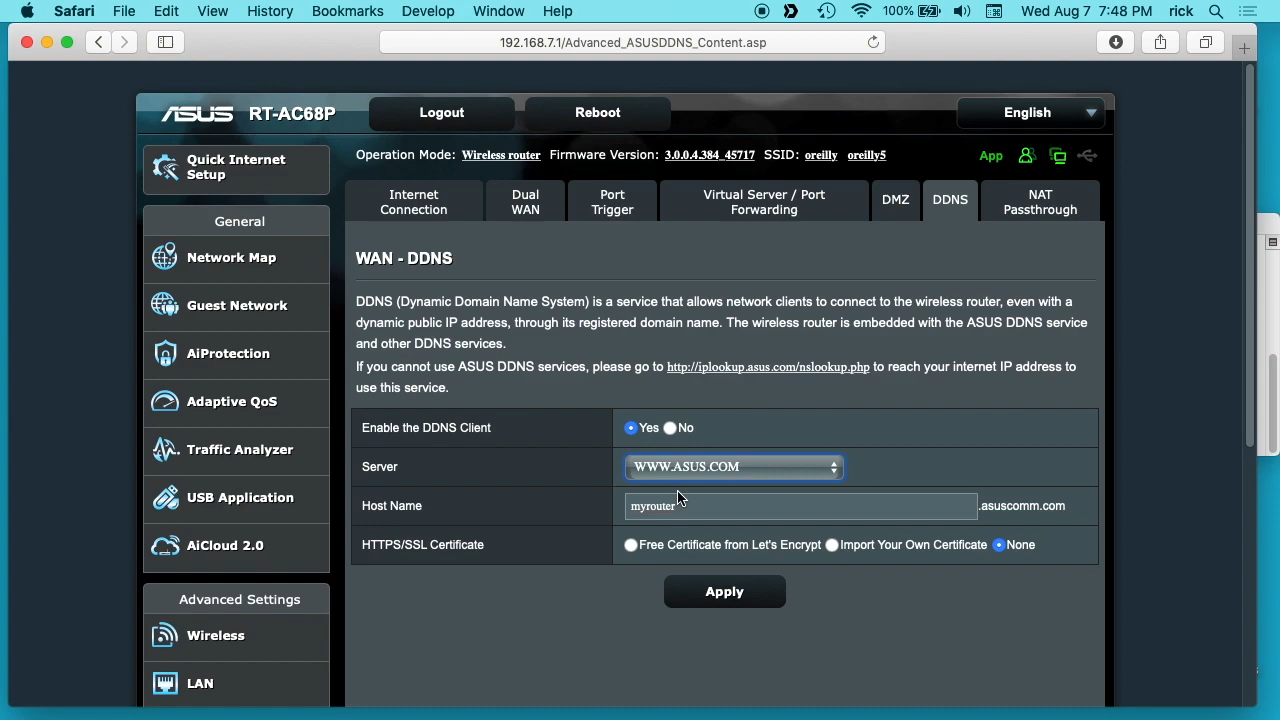 Safari File Edit View History Bookmarks Develop Window Help 100% Wed Aug 7 7:48 PM rick
192.168.7.1/Advanced_ASUSDDNS_Content.asp
ASUS RT-AC68P Logout Reboot English
Quick Internet Setup
General
Network Map
Guest Network
AiProtection
Adaptive QoS
Traffic Analyzer
USB Application
AiCloud 2.0
Advanced Settings
Wireless
LAN
Operation Mode: Wireless router Firmware Version: 3.0.0.4.384_45717 SSID: oreilly oreilly5 App
Internet Connection
Dual WAN
Port Trigger
Virtual Server / Port Forwarding
DMZ
DDNS
NAT Passthrough
WAN - DDNS
DDNS (Dynamic Domain Name System) is a service that allows network clients to connect to the wireless router, even with a
dynamic public IP address, through its registered domain name. The wireless router is embedded with the ASUS DDNS service
and other DDNS services.
If you cannot use ASUS DDNS services, please go to http://iplookup.asus.com/nslookup.php to reach your internet IP address to
use this service.
Enable the DDNS Client Yes No
Server WWW.ASUS.COM
Host Name myrouter .asuscomm.com
HTTPS/SSL Certificate Free Certificate from Let's Encrypt Import Your Own Certificate None
Apply